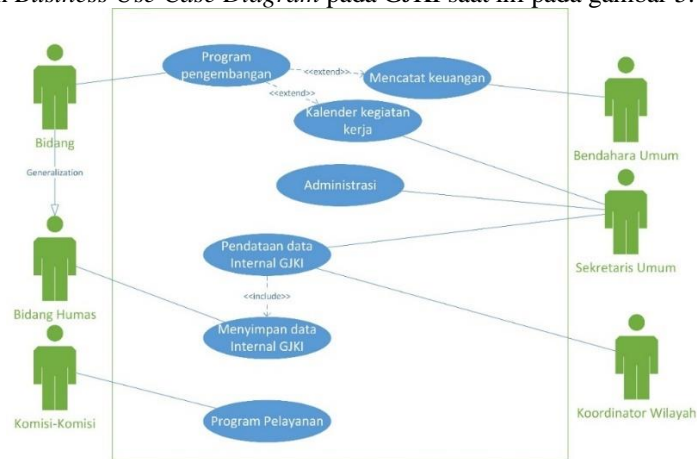 Business Use Case Diagram pada GJKI saat ini pada gambar 3.
Program
pengembangan
<<extend>>
Mencatat keuangan
<<extend>>
Kalender kegiatan
kerja
Bidang
Bendahara Umum
Generalization
Administrasi
Pendataan data
Internal GJKI
Sekretaris Umum
<<include>>
Bidang Humas
Menyimpan data
Internal GJKI
Komisi-Komisi
Program Pelayanan
Koordinator Wilayah